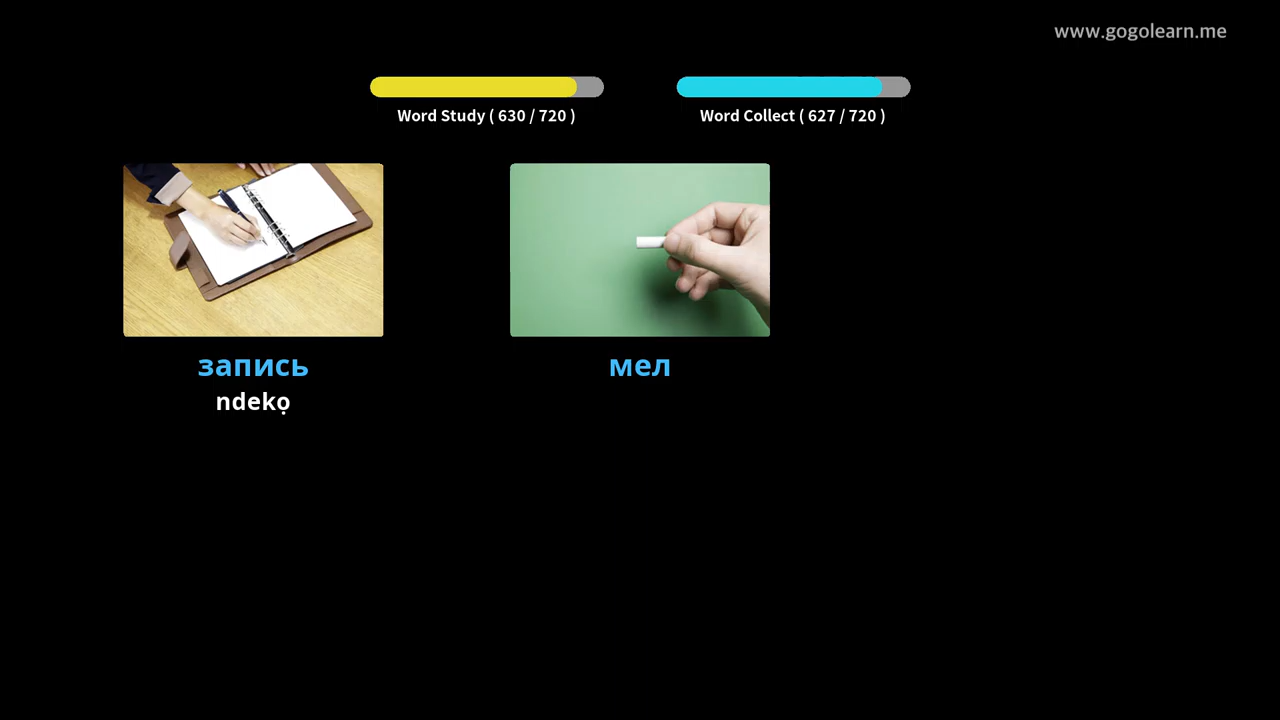 www.gogolearn.me
Word Study ( 630 / 720 )
Word Collect ( 627 / 720 )
запись
ndekọ
мел